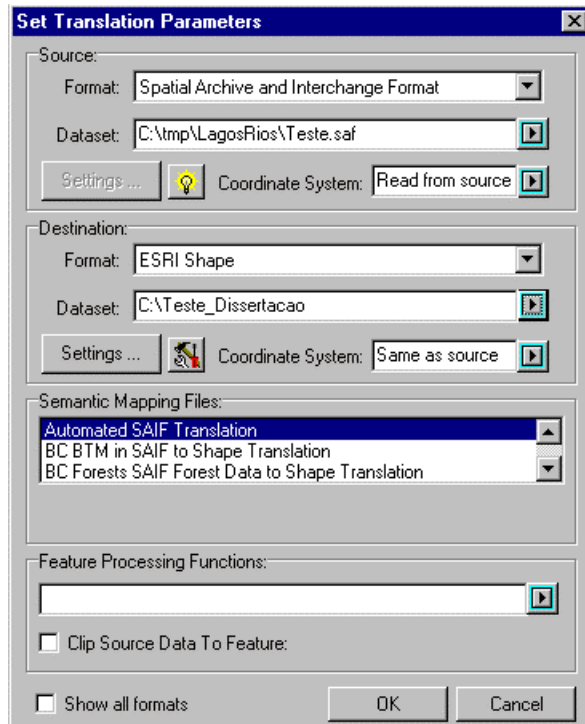 Set Translation Parameters
Source:
Format: Spatial Archive and Interchange Format
Dataset: C:\tmp\LagosRios\Teste.saf
Settings ... Coordinate System: Read from source
Destination:
Format: ESRI Shape
Dataset: C:\Teste_Dissertacao
Settings ... Coordinate System: Same as source
Semantic Mapping Files:
Automated SAIF Translation
BC BTM in SAIF to Shape Translation
BC Forests SAIF Forest Data to Shape Translation
Feature Processing Functions:
Clip Source Data To Feature:
Show all formats OK Cancel